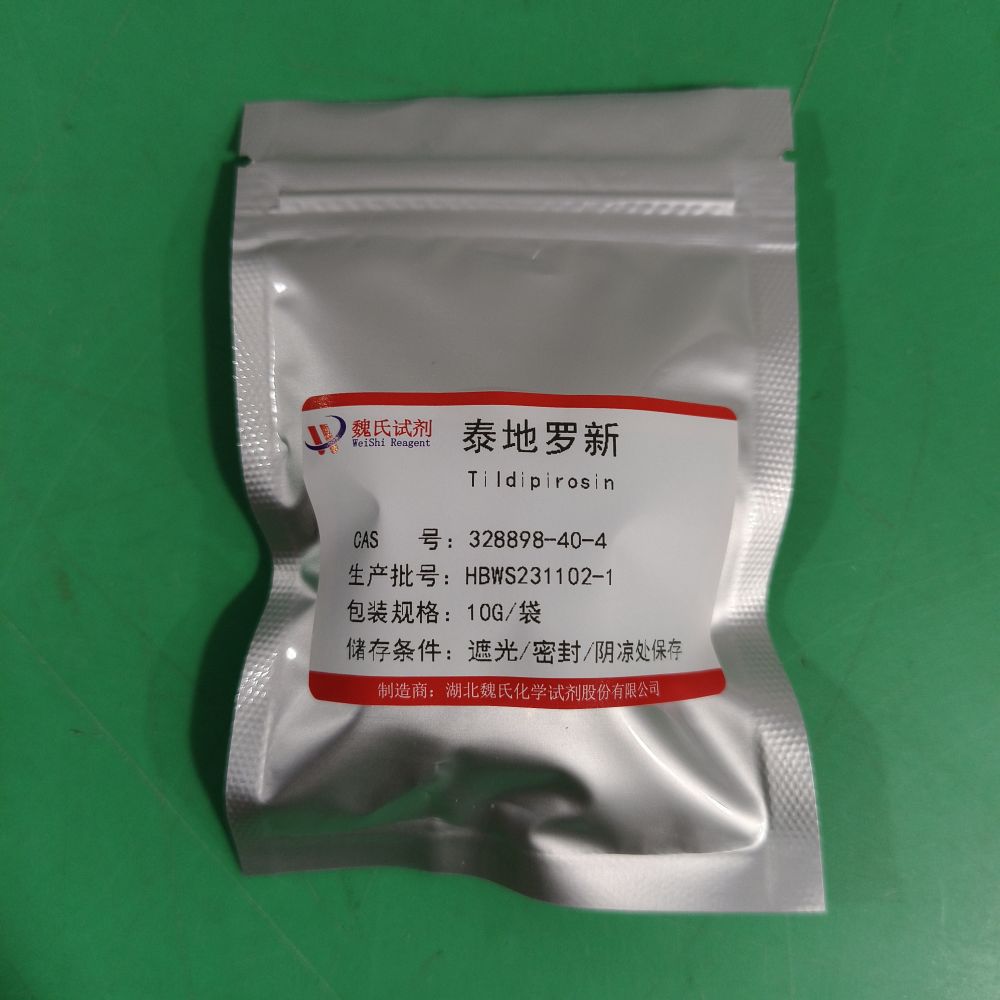 魏氏试剂
WeiShi Reagent
泰地罗新
Tildipirosin
CAS 号：328898-40-4
生产批号：HBWS231102-1
包装规格：10G/袋
储存条件：遮光/密封/阴凉处保存
制造商：湖北魏氏化学试剂股份有限公司